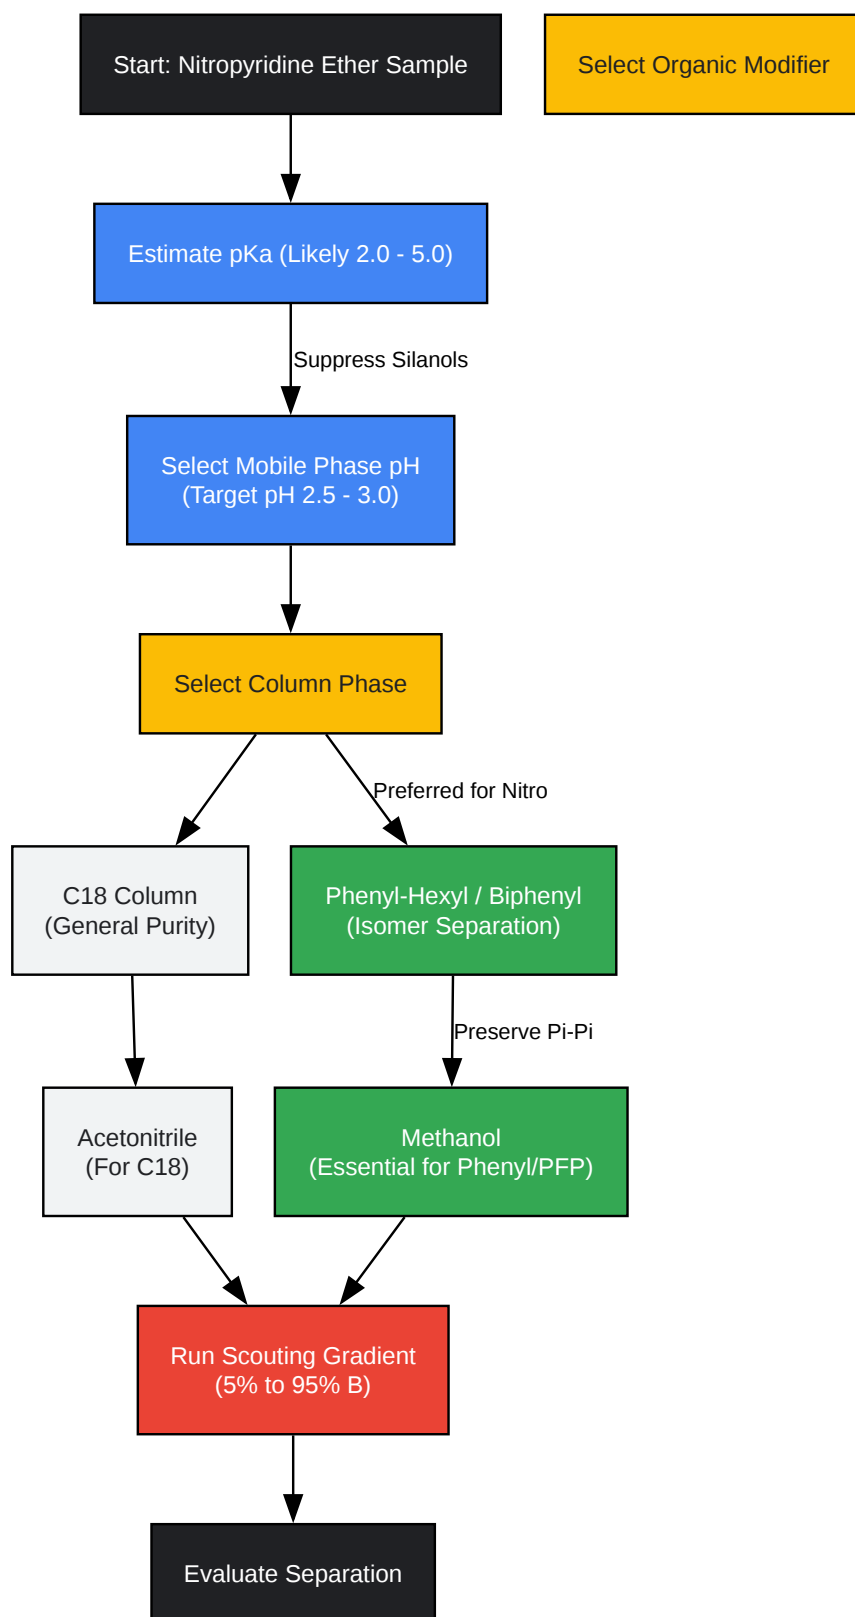 Start: Nitropyridine Ether Sample
Select Organic Modifier
Estimate pKa (Likely 2.0 - 5.0)
Suppress Silanols
Select Mobile Phase pH
(Target pH 2.5 - 3.0)
Select Column Phase
Preferred for Nitro
C18 Column
(General Purity)
Phenyl-Hexyl / Biphenyl
(Isomer Separation)
Preserve Pi-Pi
Acetonitrile
(For C18)
Methanol
(Essential for Phenyl/PFP)
Run Scouting Gradient
(5% to 95% B)
Evaluate Separation